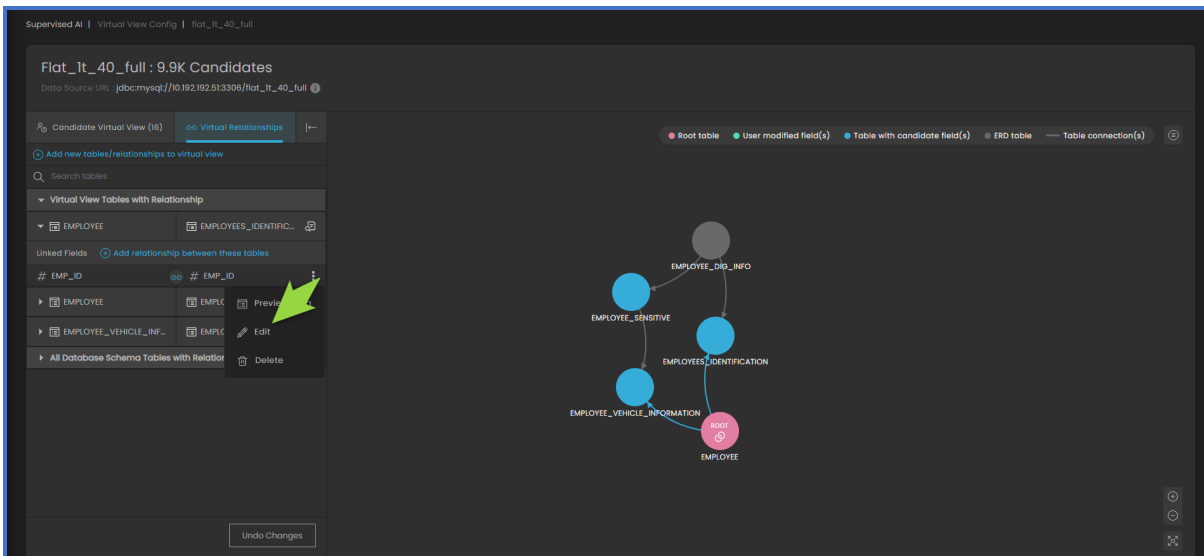 Supervised AI | Virtual View Config | flat_1t_40_full
Flat_1t_40_full : 9.9K Candidates
Data Source URL : jdbc:mysql://10.192.192.51:3306/flat_1t_40_full
Candidate Virtual View (16)
Virtual Relationships
Root table
User modified field(s)
Table with candidate field(s)
ERD table
Table connection(s)
Add new tables/relationships to virtual view
Search tables
Virtual View Tables with Relationship
EMPLOYEE
EMPLOYEES_IDENTIFIC...
Linked Fields
Add relationship between these tables
# EMP_ID
# EMP_ID
EMPLOYEE
EMPLO
Previe
EMPLOYEE_VEHICLE_INF...
EMPLO
Edit
All Database Schema Tables with Relation
Delete
EMPLOYEE_DIG_INFO
EMPLOYEE_SENSITIVE
EMPLOYEES_IDENTIFICATION
EMPLOYEE_VEHICLE_INFORMATION
ROOT
EMPLOYEE
Undo Changes